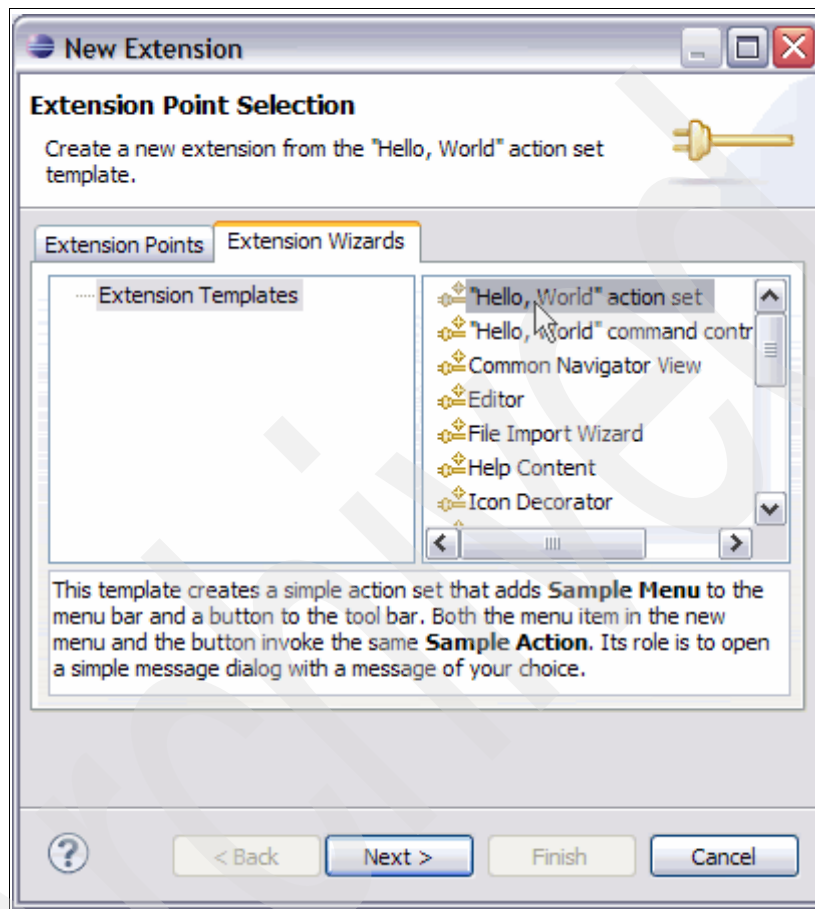 New Extension
Extension Point Selection
Create a new extension from the "Hello, World" action set
template.
Extension Points
Extension Wizards
Extension Templates
"Hello, World" action set
"Hello, World" command contr
Common Navigator View
Editor
File Import Wizard
Help Content
Icon Decorator
This template creates a simple action set that adds Sample Menu to the
menu bar and a button to the tool bar. Both the menu item in the new
menu and the button invoke the same Sample Action. Its role is to open
a simple message dialog with a message of your choice.
?
< Back
Next >
Finish
Cancel